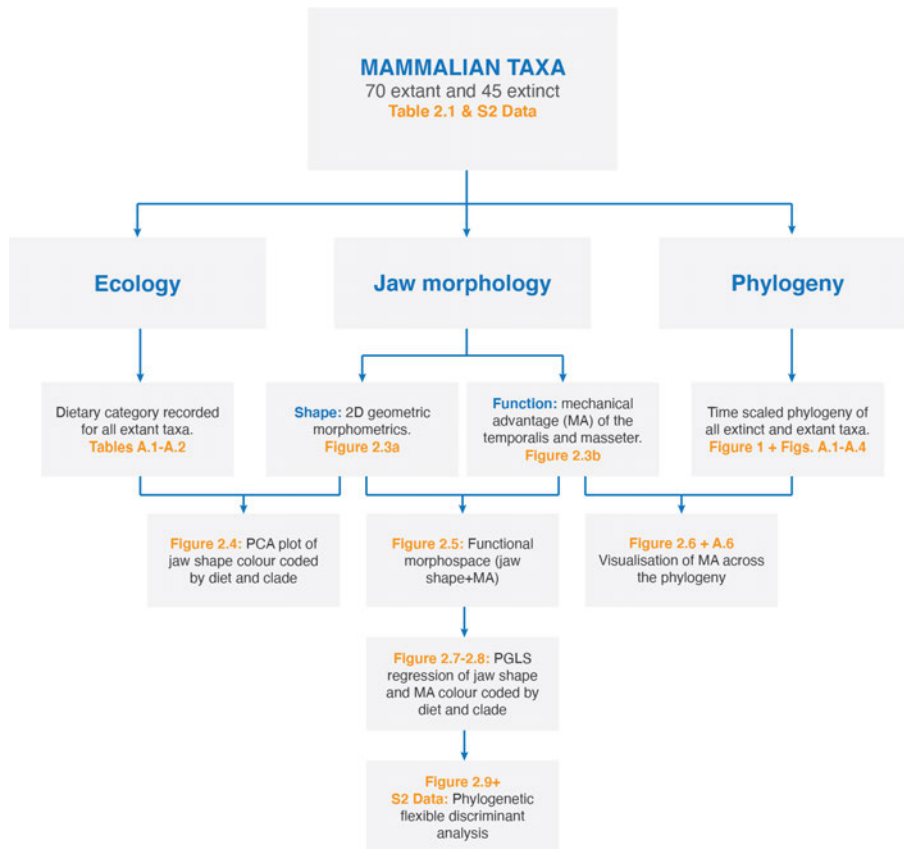 MAMMALIAN TAXA
70 extant and 45 extinct
Table 2.1 & S2 Data
Ecology
Jaw morphology
Phylogeny
Dietary category recorded
for all extant taxa.
Tables A.1-A.2
Shape: 2D geometric
morphometrics.
Figure 2.3a
Function: mechanical
advantage (MA) of the
temporalis and masseter.
Figure 2.3b
Time scaled phylogeny of
all extinct and extant taxa.
Figure 1 + Figs. A.1-A.4
Figure 2.4: PCA plot of
jaw shape colour coded
by diet and clade
Figure 2.5: Functional
morphospace (jaw
shape+MA)
Figure 2.6 + A.6
Visualisation of MA across
the phylogeny
Figure 2.7-2.8: PGLS
regression of jaw shape
and MA colour coded by
diet and clade
Figure 2.9+
S2 Data: Phylogenetic
flexible discriminant
analysis